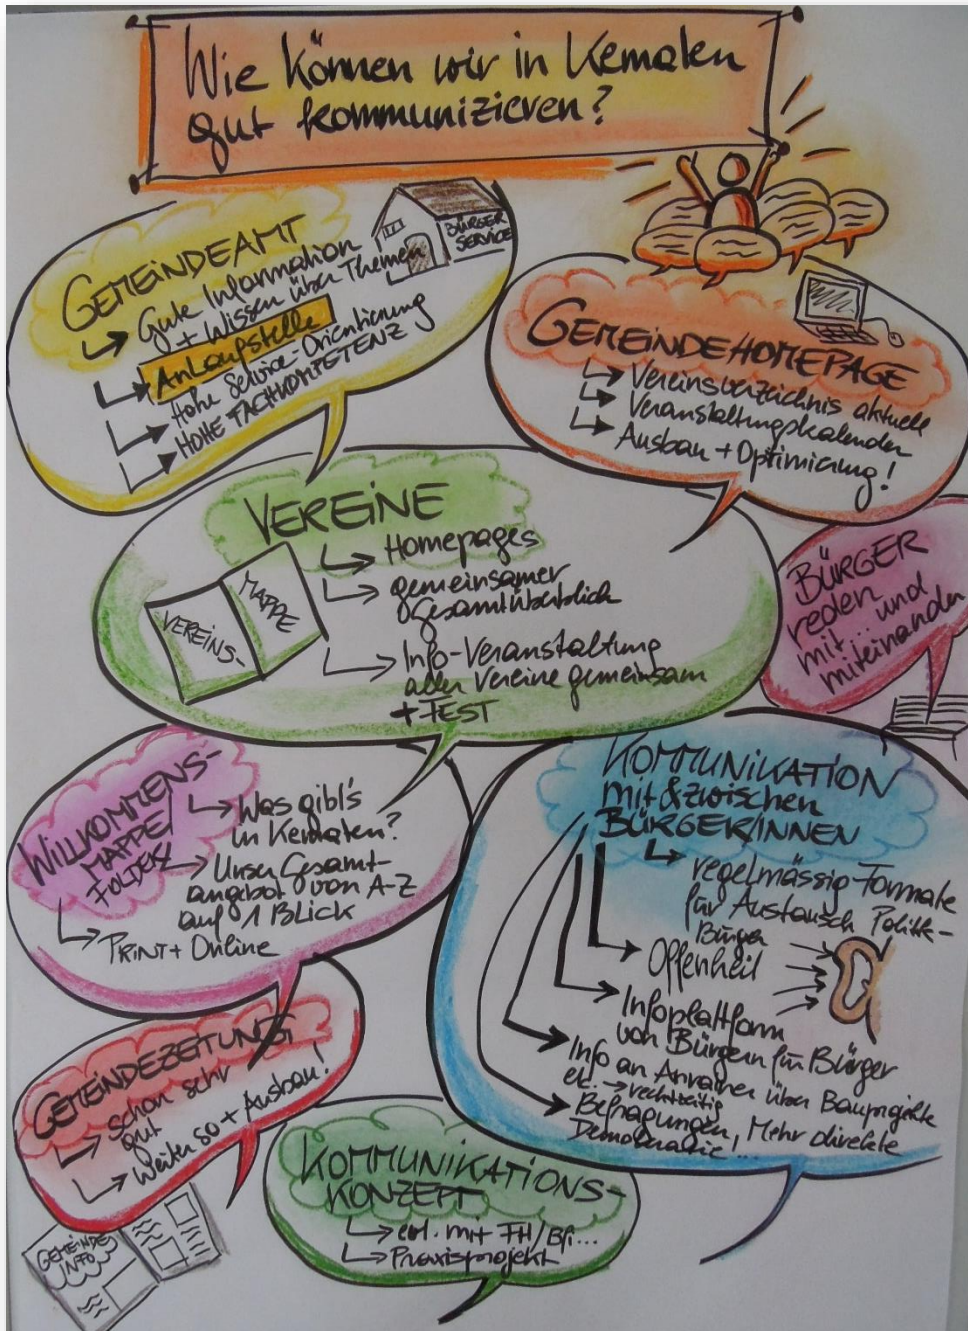 Wie können wir in Kematen
gut kommunizieren?
GEMEINDEAMT
Gute Information
+ Wissen über Themen
Anlaufstelle
Hohe Service-Orientierung
HOHE FACHKOMPETENZ
BÜRGER
SERVICE
GEMEINDEHOMEPAGE
Vereinsverzeichnis aktuell
Veranstaltungskalender
Ausbau + Optimierung!
VEREINE
Homepages
gemeinsamer
Gesamtüberblick
Info-Veranstaltung
aller Vereine gemeinsam
+ FEST
VEREINS-
MAPPE
BÜRGER
reden
mit... und
miteinander
WILLKOMMENS-
MAPPE/
FOLDER
Was gibt's
in Kematen?
Unser Gesamt-
angebot von A-Z
auf 1 BLICK
PRINT + Online
KOMMUNIKATION
mit & zwischen
BÜRGER/INNEN
regelmässig Formate
für Austausch Politik-
Bürger
Offenheit
Infoplattform
von Bürgern für Bürger
Info an Anrainer über Bauprojekte
etc. → rechtzeitig
Befragungen, Mehr direkte
Demokratie...
GEMEINDEZEITUNG
schon sehr
gut
weiter so + Ausbau!
GEMEINDE
INFO
KOMMUNIKATIONS-
KONZEPT
evt. mit FH/Bfi...
Praxisprojekt